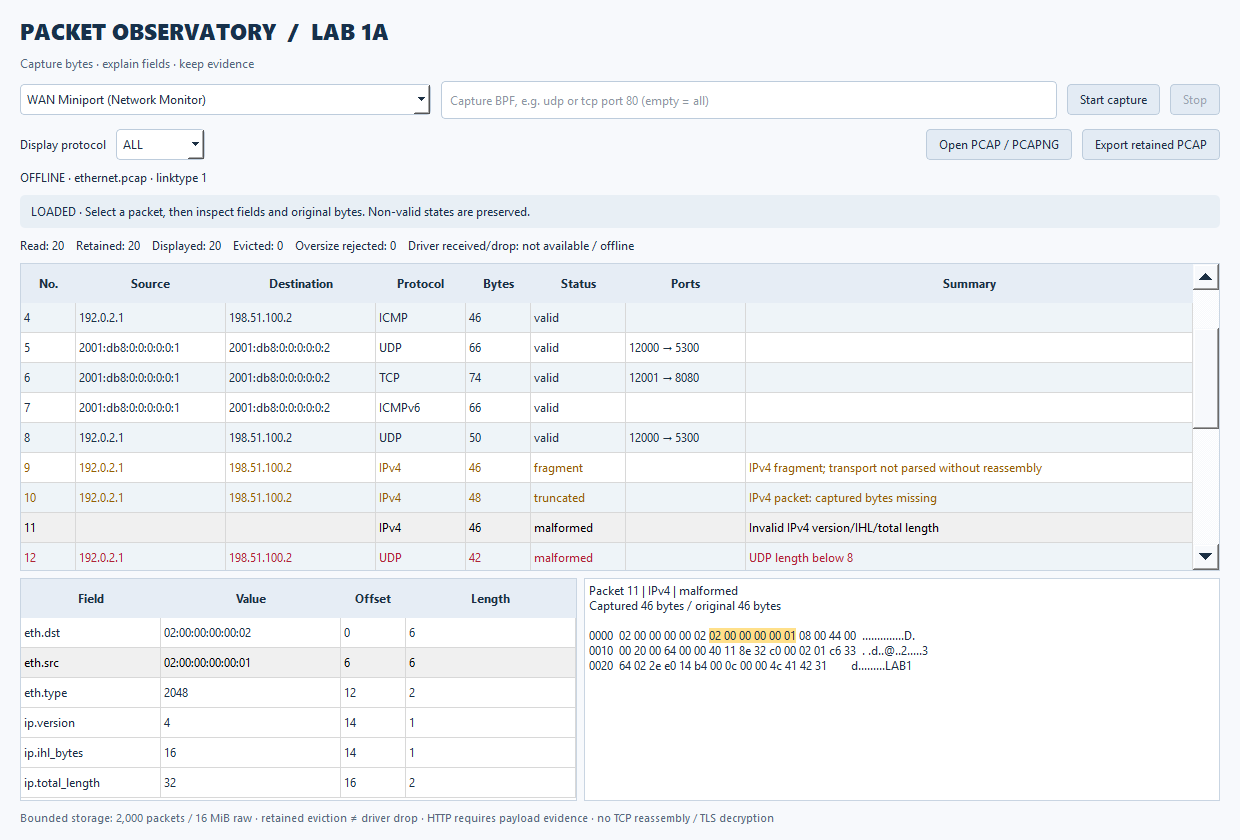 PACKET OBSERVATORY / LAB 1A
Capture bytes · explain fields · keep evidence
WAN Miniport (Network Monitor) Capture BPF, e.g. udp or tcp port 80 (empty = all) Start capture Stop
Display protocol ALL Open PCAP / PCAPNG Export retained PCAP
OFFLINE · ethernet.pcap · linktype 1
LOADED · Select a packet, then inspect fields and original bytes. Non-valid states are preserved.
Read: 20 Retained: 20 Displayed: 20 Evicted: 0 Oversize rejected: 0 Driver received/drop: not available / offline
No. Source Destination Protocol Bytes Status Ports Summary
4 192.0.2.1 198.51.100.2 ICMP 46 valid
5 2001:db8:0:0:0:0:0:1 2001:db8:0:0:0:0:0:2 UDP 66 valid 12000 → 5300
6 2001:db8:0:0:0:0:0:1 2001:db8:0:0:0:0:0:2 TCP 74 valid 12001 → 8080
7 2001:db8:0:0:0:0:0:1 2001:db8:0:0:0:0:0:2 ICMPv6 66 valid
8 192.0.2.1 198.51.100.2 UDP 50 valid 12000 → 5300
9 192.0.2.1 198.51.100.2 IPv4 46 fragment IPv4 fragment; transport not parsed without reassembly
10 192.0.2.1 198.51.100.2 IPv4 48 truncated IPv4 packet: captured bytes missing
11 IPv4 46 malformed Invalid IPv4 version/IHL/total length
12 192.0.2.1 198.51.100.2 UDP 42 malformed UDP length below 8
Field Value Offset Length
eth.dst 02:00:00:00:00:02 0 6
eth.src 02:00:00:00:00:01 6 6
eth.type 2048 12 2
ip.version 4 14 1
ip.ihl_bytes 16 14 1
ip.total_length 32 16 2
Packet 11 | IPv4 | malformed
Captured 46 bytes / original 46 bytes
0000 02 00 00 00 00 02 02 00 00 00 00 01 08 00 44 00 ..............D.
0010 00 20 00 64 00 00 40 11 8e 32 c0 00 02 01 c6 33 . .d..@..2.....3
0020 64 02 2e e0 14 b4 00 0c 00 00 4c 41 42 31 d.........LAB1
Bounded storage: 2,000 packets / 16 MiB raw · retained eviction ≠ driver drop · HTTP requires payload evidence · no TCP reassembly / TLS decryption